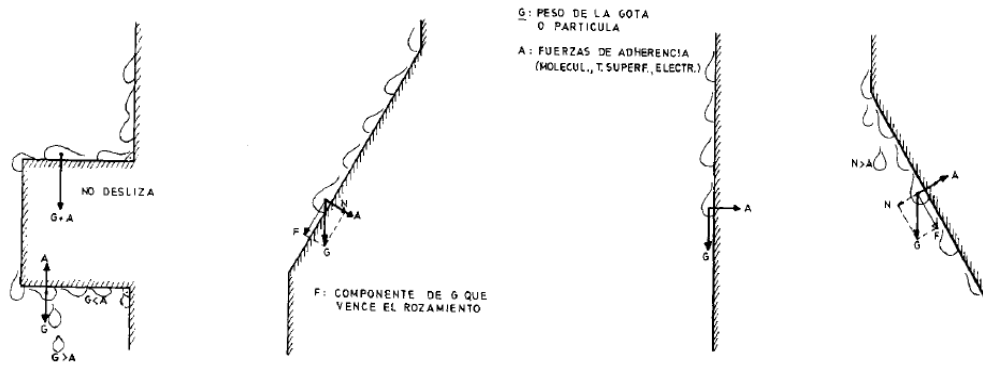 G: PESO DE LA GOTA
O PARTICULA
A: FUERZAS DE ADHERENCIA
(MOLECUL., T. SUPERF., ELECTR.)
NO DESLIZA
G+A
A
G<A
G
G>A
N
A
F
G
F: COMPONENTE DE G QUE
VENCE EL ROZAMIENTO
A
G
N>A
A
N
G
F